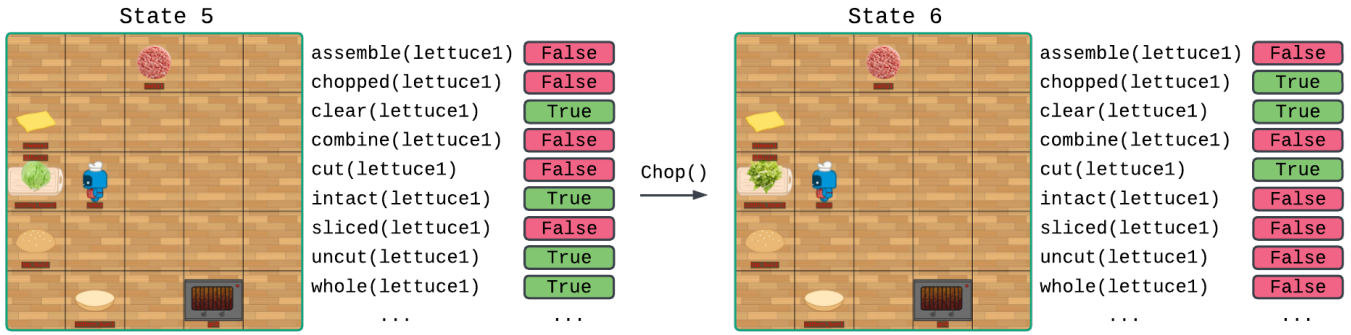 State 5
assemble(lettuce1) False
chopped(lettuce1) False
clear(lettuce1) True
combine(lettuce1) False
cut(lettuce1) False
intact(lettuce1) True
sliced(lettuce1) False
uncut(lettuce1) True
whole(lettuce1) True
... ...
Chop()
State 6
assemble(lettuce1) False
chopped(lettuce1) True
clear(lettuce1) True
combine(lettuce1) False
cut(lettuce1) True
intact(lettuce1) False
sliced(lettuce1) False
uncut(lettuce1) False
whole(lettuce1) False
... ...